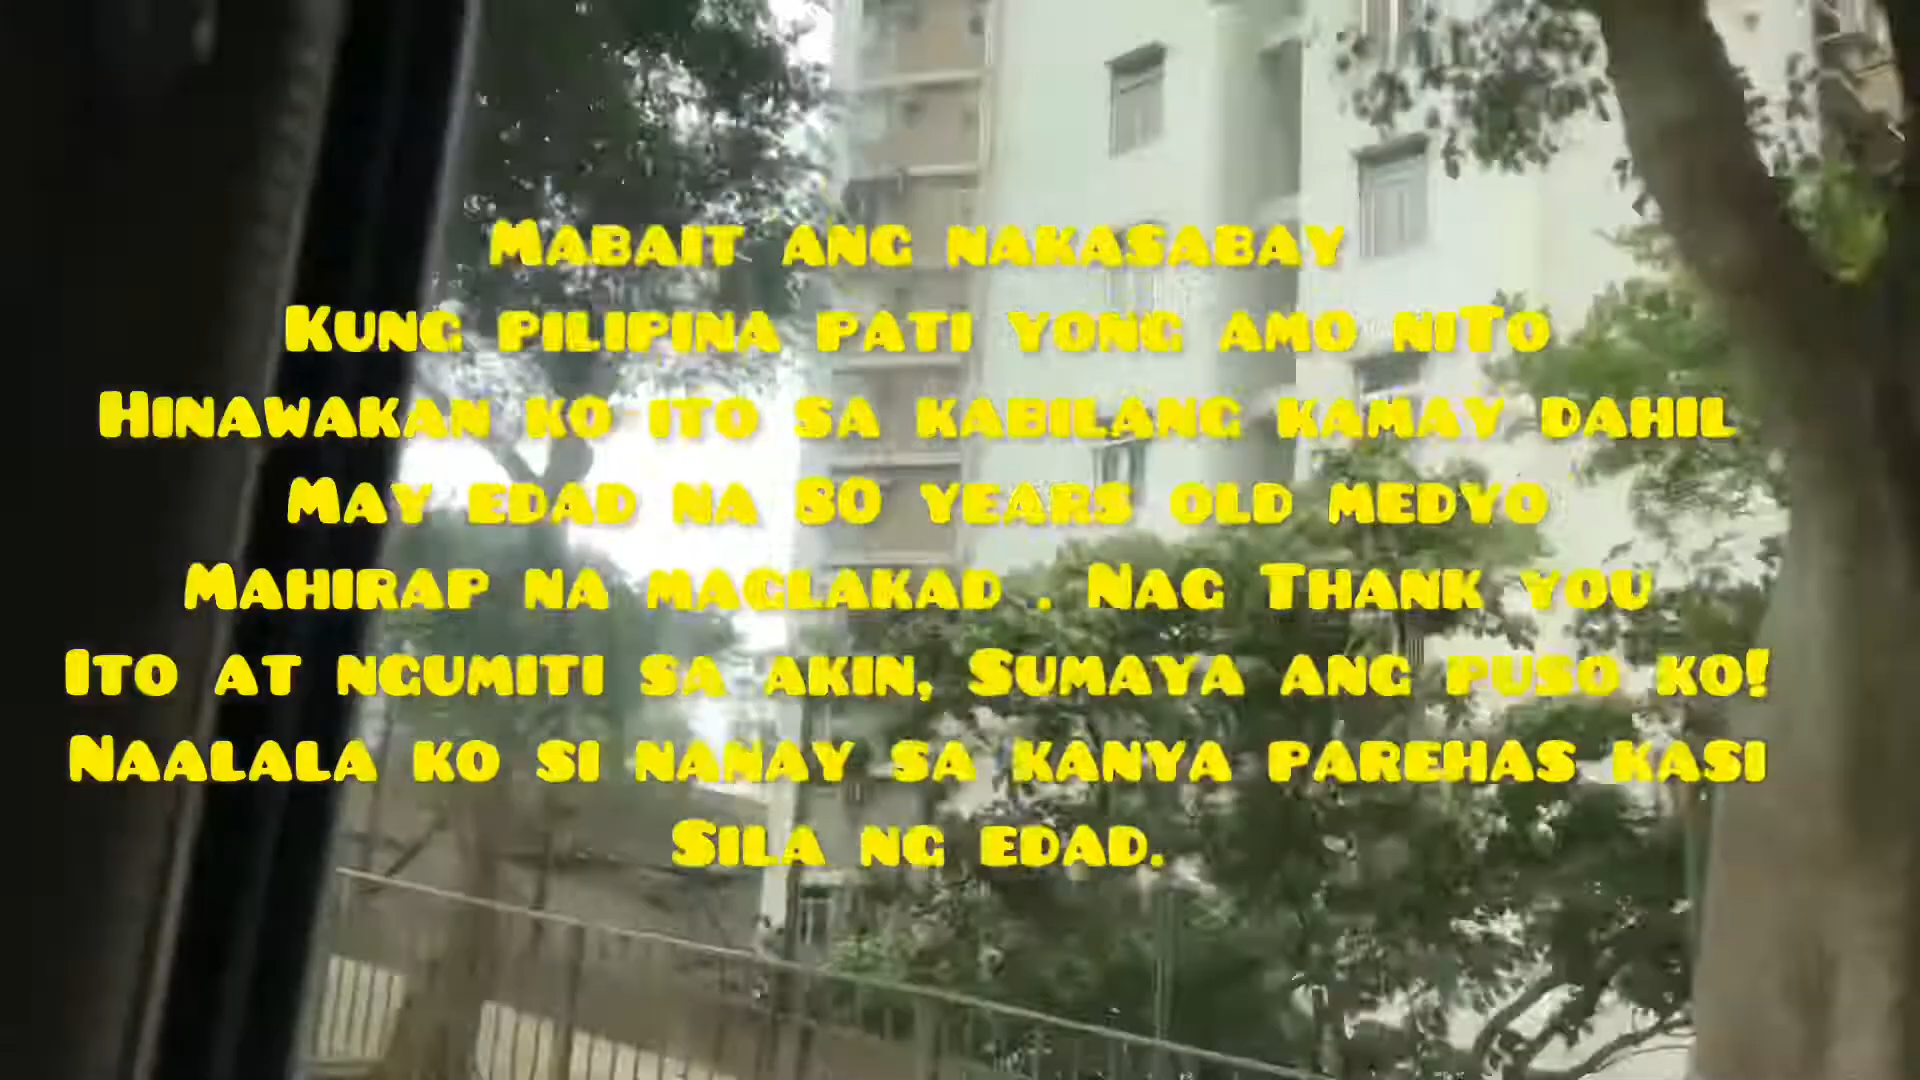 Mabait ang nakasabay
Kung pilipina pati yong amo niTo
Hinawakan ko ito sa kabilang kamay dahil
May edad na 80 years old medyo
Mahirap na maglakad . Nag Thank you
Ito at ngumiti sa akin, Sumaya ang puso ko!
Naalala ko si nanay sa kanya parehas kasi
Sila ng edad.